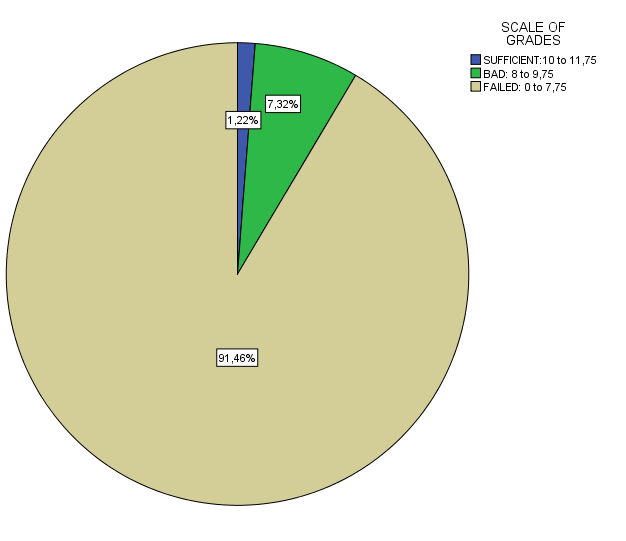 SCALE OF
GRADES
SUFFICIENT:10 to 11,75
BAD: 8 to 9,75
FAILED: 0 to 7,75
7,32%
1,22%
91,46%